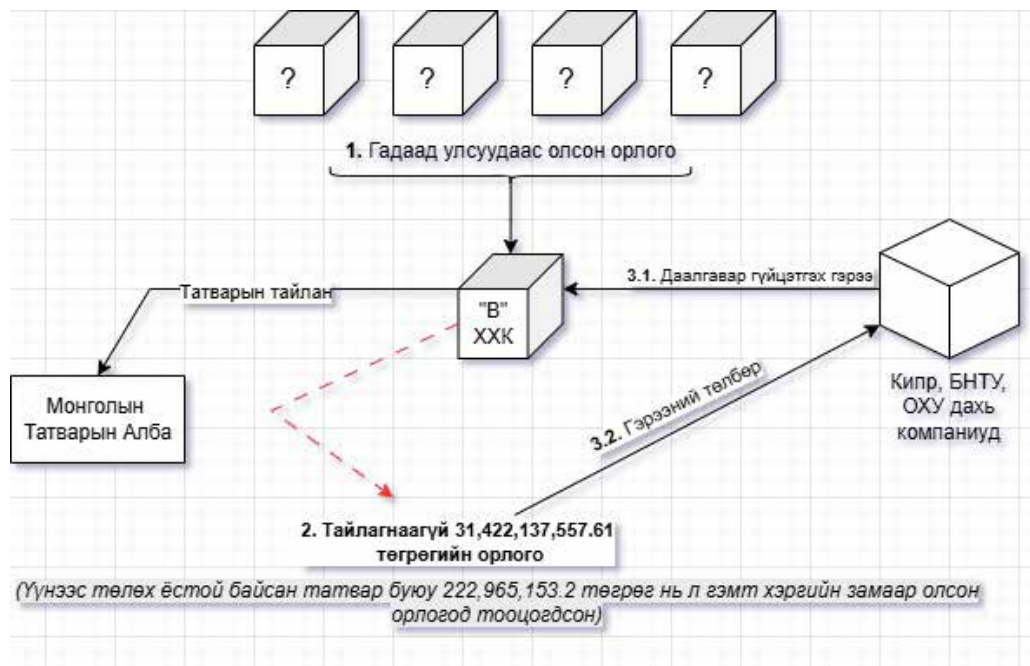 ?
?
?
?
1. Гадаад улсуудаас олсон орлого
3.1. Даалгавар гүйцэтгэх гэрээ
Татварын тайлан
"В"
ХХК
Монголын
Татварын Алба
3.2. Гэрээний төлбөр
Кипр, БНТУ,
ОХУ дахь
компаниуд
2. Тайлагнаагүй 31,422,137,557.61
төгрөгийн орлого
(Үүнээс төлөх ёстой байсан татвар буюу 222,965,153.2 төгрөг нь л гэмт хэргийн замаар олсон
орлогод тооцогдсон)